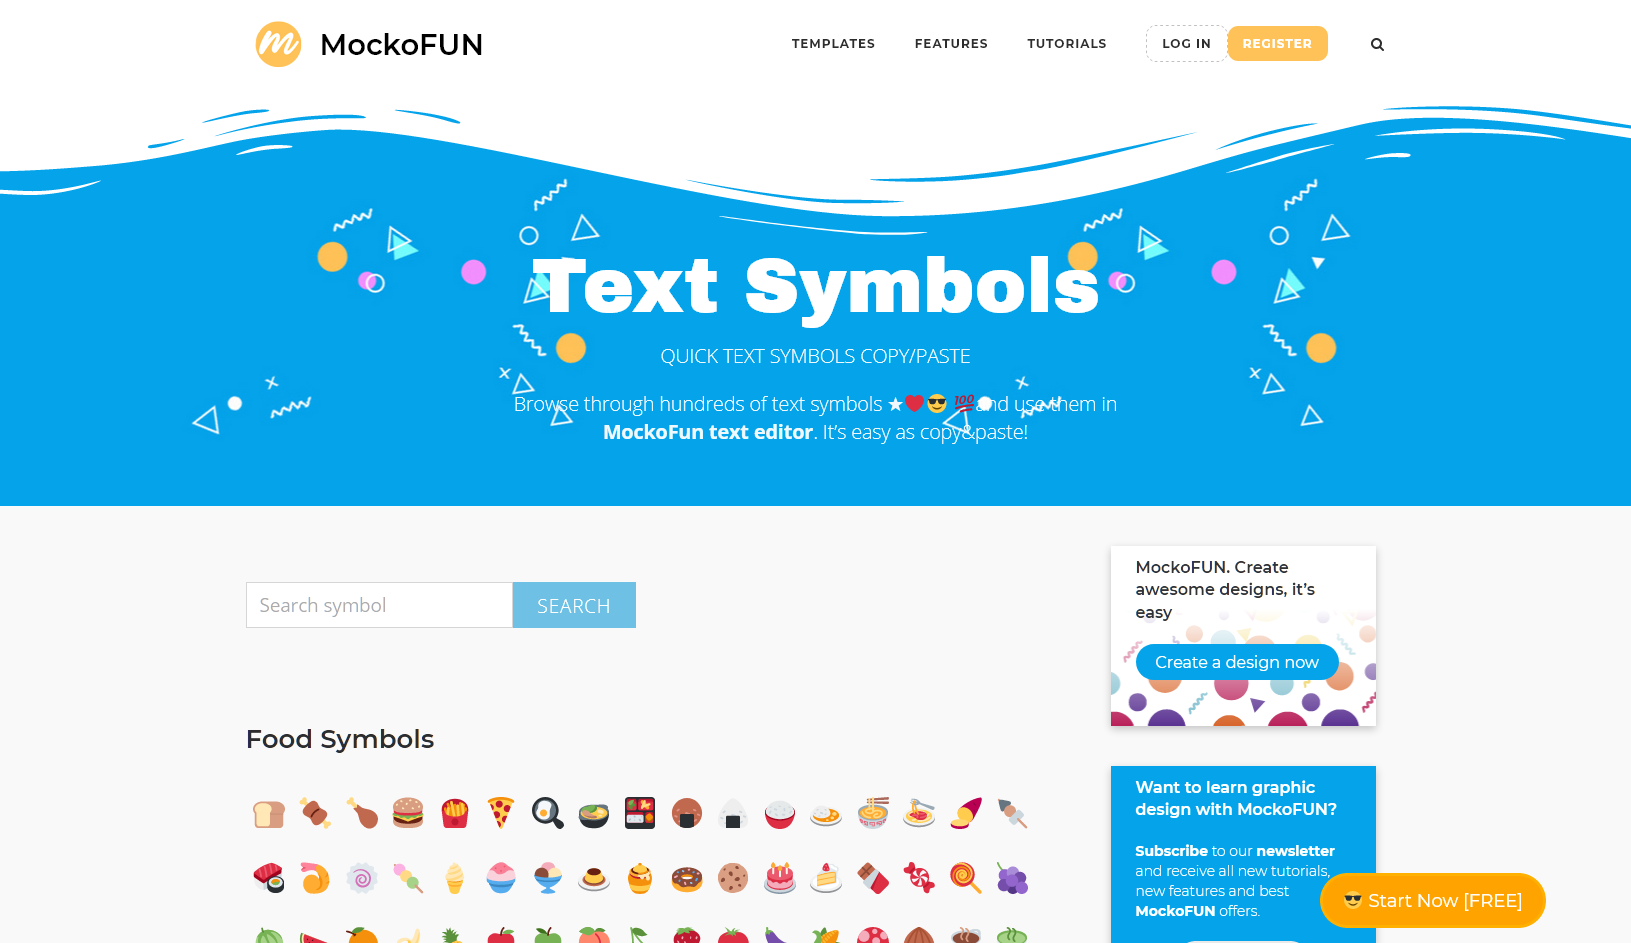 MockoFUN
TEMPLATES
FEATURES
TUTORIALS
LOG IN
REGISTER
Text Symbols
QUICK TEXT SYMBOLS COPY/PASTE
Browse through hundreds of text symbols ★❤😎 💯 and use them in
MockoFun text editor. It’s easy as copy&paste!
Search symbol
SEARCH
MockoFUN. Create
awesome designs, it’s
easy
Create a design now
Food Symbols
Want to learn graphic
design with MockoFUN?
Subscribe to our newsletter
and receive all new tutorials,
new features and best
MockoFUN offers.
😎 Start Now [FREE]